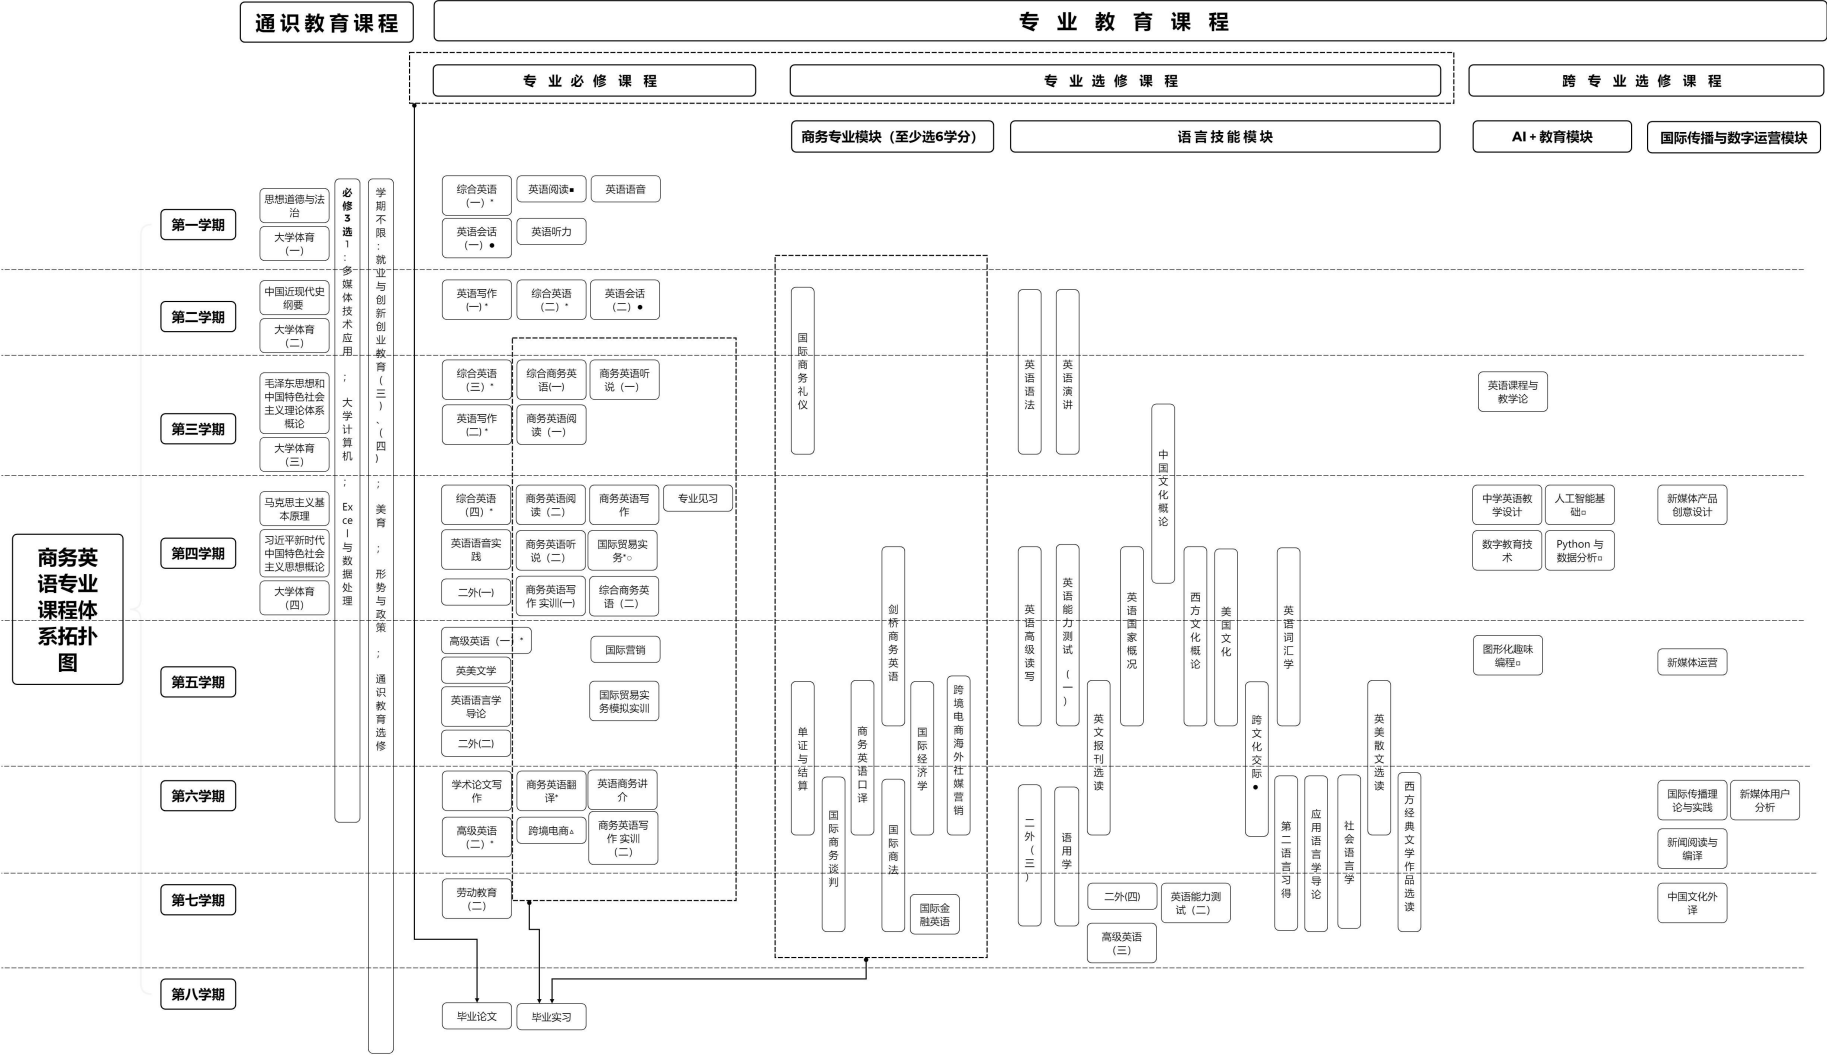 通识教育课程
专业教育课程
专业必修课程
专业选修课程
跨专业选修课程
商务专业模块（至少选6学分）
语言技能模块
AI + 教育模块
国际传播与数字运营模块
商务英
语专业
课程体
系拓扑
图
必修3选1：多媒体技术应用；大学计算机；Excel与数据处理
学期不限：就业与创新创业教育(三)、(四)；美育；形势与政策；通识教育选修
第一学期
思想道德与法
治
大学体育
（一）
综合英语
（一）*
英语阅读■
英语语音
英语会话
（一）●
英语听力
第二学期
中国近现代史
纲要
大学体育
（二）
英语写作
(一) *
综合英语
（二）*
英语会话
（二）●
国际商务礼仪
英语语法
英语演讲
第三学期
毛泽东思想和
中国特色社会
主义理论体系
概论
大学体育
（三）
综合英语
（三）*
综合商务英
语(一)
商务英语听
说（一）
英语写作
(二) *
商务英语阅
读（一）
中国文化概论
英语课程与
教学论
第四学期
马克思主义基
本原理
习近平新时代
中国特色社会
主义思想概论
大学体育
（四）
综合英语
（四）*
商务英语阅
读（二）
商务英语写
作
专业见习
英语语音实
践
商务英语听
说（二）
国际贸易实
务*○
二外(一)
商务英语写
作 实训(一)
综合商务英
语（二）
剑桥商务英语
英语高级读写
英语能力测试（一）
英语国家概况
西方文化概论
美国文化
英语词汇学
中学英语教
学设计
人工智能基
础□
数字教育技
术
Python 与
数据分析□
新媒体产品
创意设计
第五学期
高级英语（一）*
国际营销
英美文学
英语语言学
导论
国际贸易实
务模拟实训
二外(二)
单证与结算
商务英语口译
国际经济学
跨境电商海外社媒营销
英文报刊选读
跨文化交际●
英美散文选读
图形化趣味
编程□
新媒体运营
第六学期
学术论文写
作
商务英语翻
译*
英语商务讲
介
高级英语
（二）*
跨境电商△
商务英语写
作 实训
（二）
国际商务谈判
国际商法
二外（三）
语用学
第二语言习得
应用语言学导论
社会语言学
西方经典文学作品选读
国际传播理
论与实践
新媒体用户
分析
新闻阅读与
编译
第七学期
劳动教育
（二）
国际金
融英语
二外(四)
英语能力测
试（二）
高级英语
（三）
中国文化外
译
第八学期
毕业论文
毕业实习